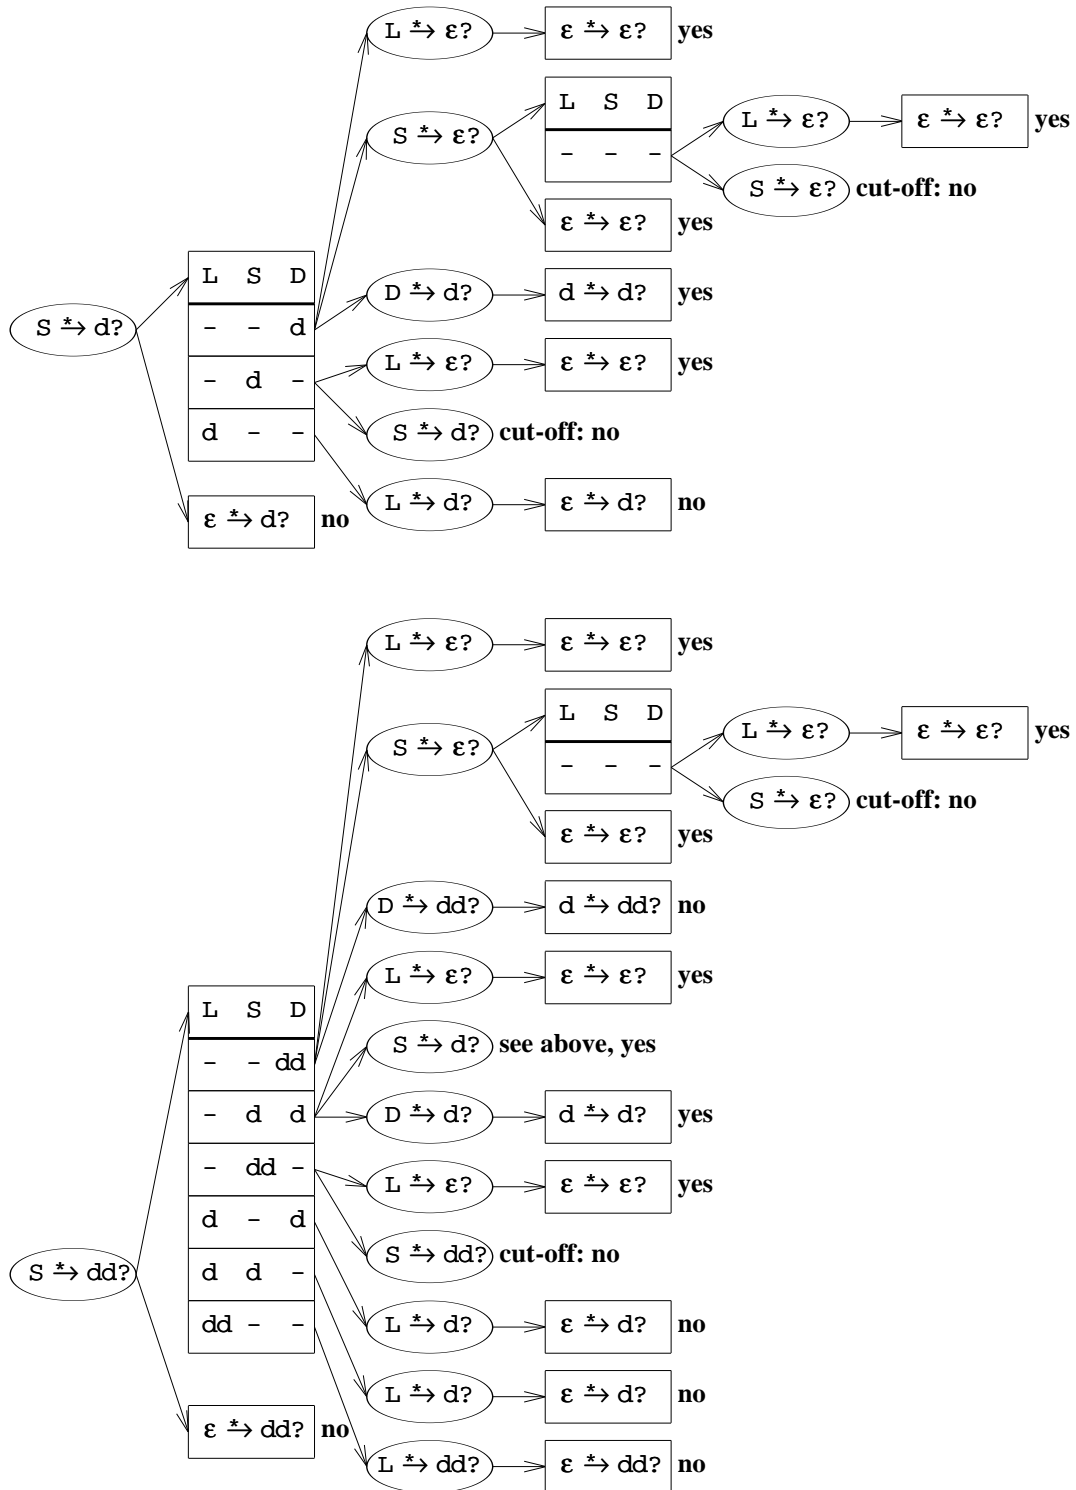 L *→ ε? ε *→ ε? yes
L S D
S *→ ε? L *→ ε? ε *→ ε? yes
- - -
S *→ ε? cut-off: no
ε *→ ε? yes
L S D D *→ d? d *→ d? yes
S *→ d? - - d
L *→ ε? ε *→ ε? yes
- d -
d - - S *→ d? cut-off: no
L *→ d? ε *→ d? no
ε *→ d? no
L *→ ε? ε *→ ε? yes
L S D
S *→ ε? L *→ ε? ε *→ ε? yes
- - -
S *→ ε? cut-off: no
ε *→ ε? yes
D *→ dd? d *→ dd? no
L *→ ε? ε *→ ε? yes
L S D
- - dd S *→ d? see above, yes
- d d D *→ d? d *→ d? yes
- dd - L *→ ε? ε *→ ε? yes
d - d
S *→ dd? cut-off: no
S *→ dd? d d -
dd - - L *→ d? ε *→ d? no
L *→ d? ε *→ d? no
ε *→ dd? no
L *→ dd? ε *→ dd? no